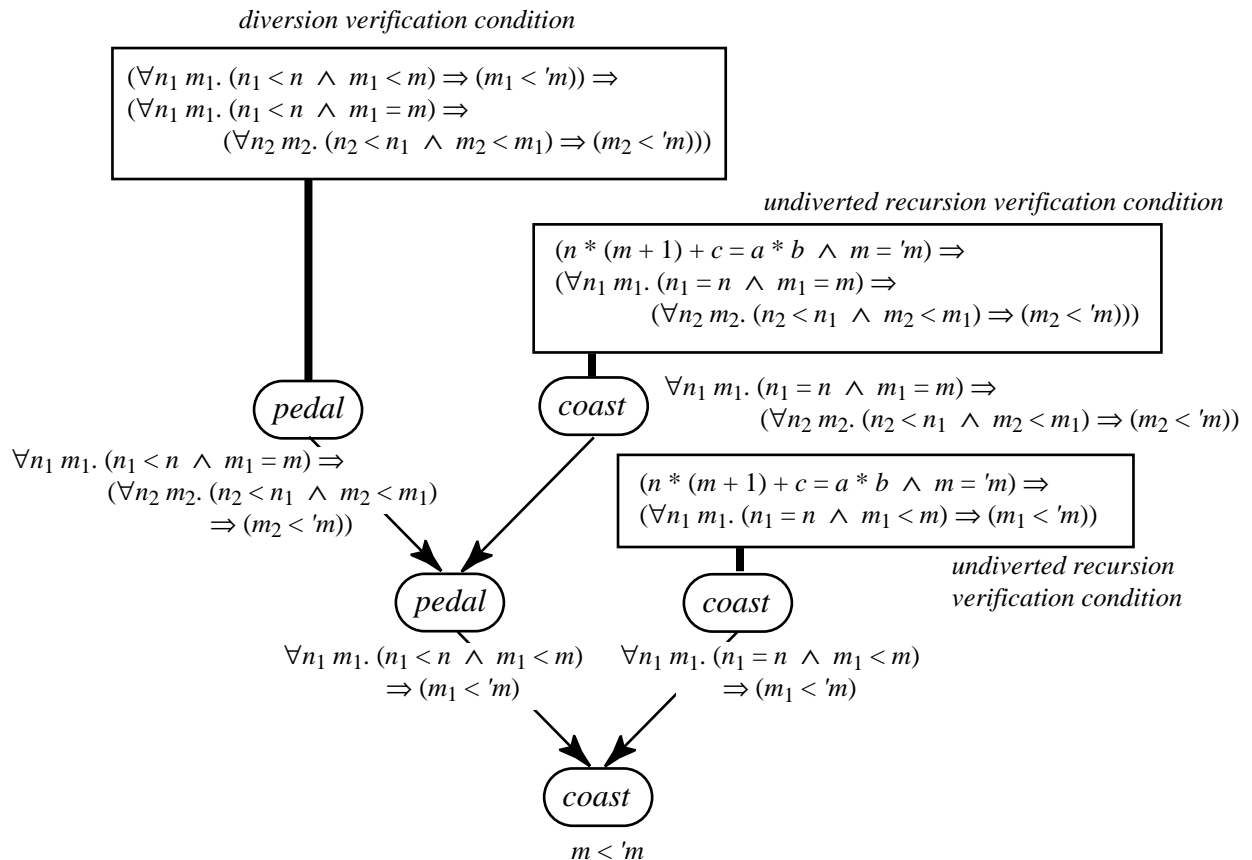 diversion verification condition
(∀n₁ m₁. (n₁ < n ∧ m₁ < m) ⇒ (m₁ < 'm)) ⇒
(∀n₁ m₁. (n₁ < n ∧ m₁ = m) ⇒
(∀n₂ m₂. (n₂ < n₁ ∧ m₂ < m₁) ⇒ (m₂ < 'm)))
undiverted recursion verification condition
(n * (m + 1) + c = a * b ∧ m = 'm) ⇒
(∀n₁ m₁. (n₁ = n ∧ m₁ = m) ⇒
(∀n₂ m₂. (n₂ < n₁ ∧ m₂ < m₁) ⇒ (m₂ < 'm)))
pedal
coast
∀n₁ m₁. (n₁ = n ∧ m₁ = m) ⇒
(∀n₂ m₂. (n₂ < n₁ ∧ m₂ < m₁) ⇒ (m₂ < 'm))
∀n₁ m₁. (n₁ < n ∧ m₁ = m) ⇒
(∀n₂ m₂. (n₂ < n₁ ∧ m₂ < m₁)
⇒ (m₂ < 'm))
(n * (m + 1) + c = a * b ∧ m = 'm) ⇒
(∀n₁ m₁. (n₁ = n ∧ m₁ < m) ⇒ (m₁ < 'm))
undiverted recursion
verification condition
pedal
coast
∀n₁ m₁. (n₁ < n ∧ m₁ < m)
⇒ (m₁ < 'm)
∀n₁ m₁. (n₁ = n ∧ m₁ < m)
⇒ (m₁ < 'm)
coast
m < 'm